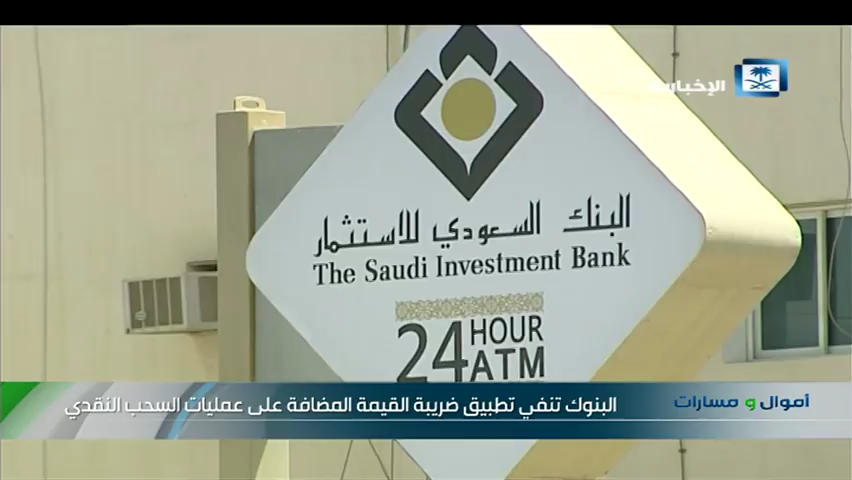 الإخبارية
البنك السعودي للاستثمار
The Saudi Investment Bank
24 HOUR
ATM
أموال و مسارات
البنوك تنفي تطبيق ضريبة القيمة المضافة على عمليات السحب النقدي